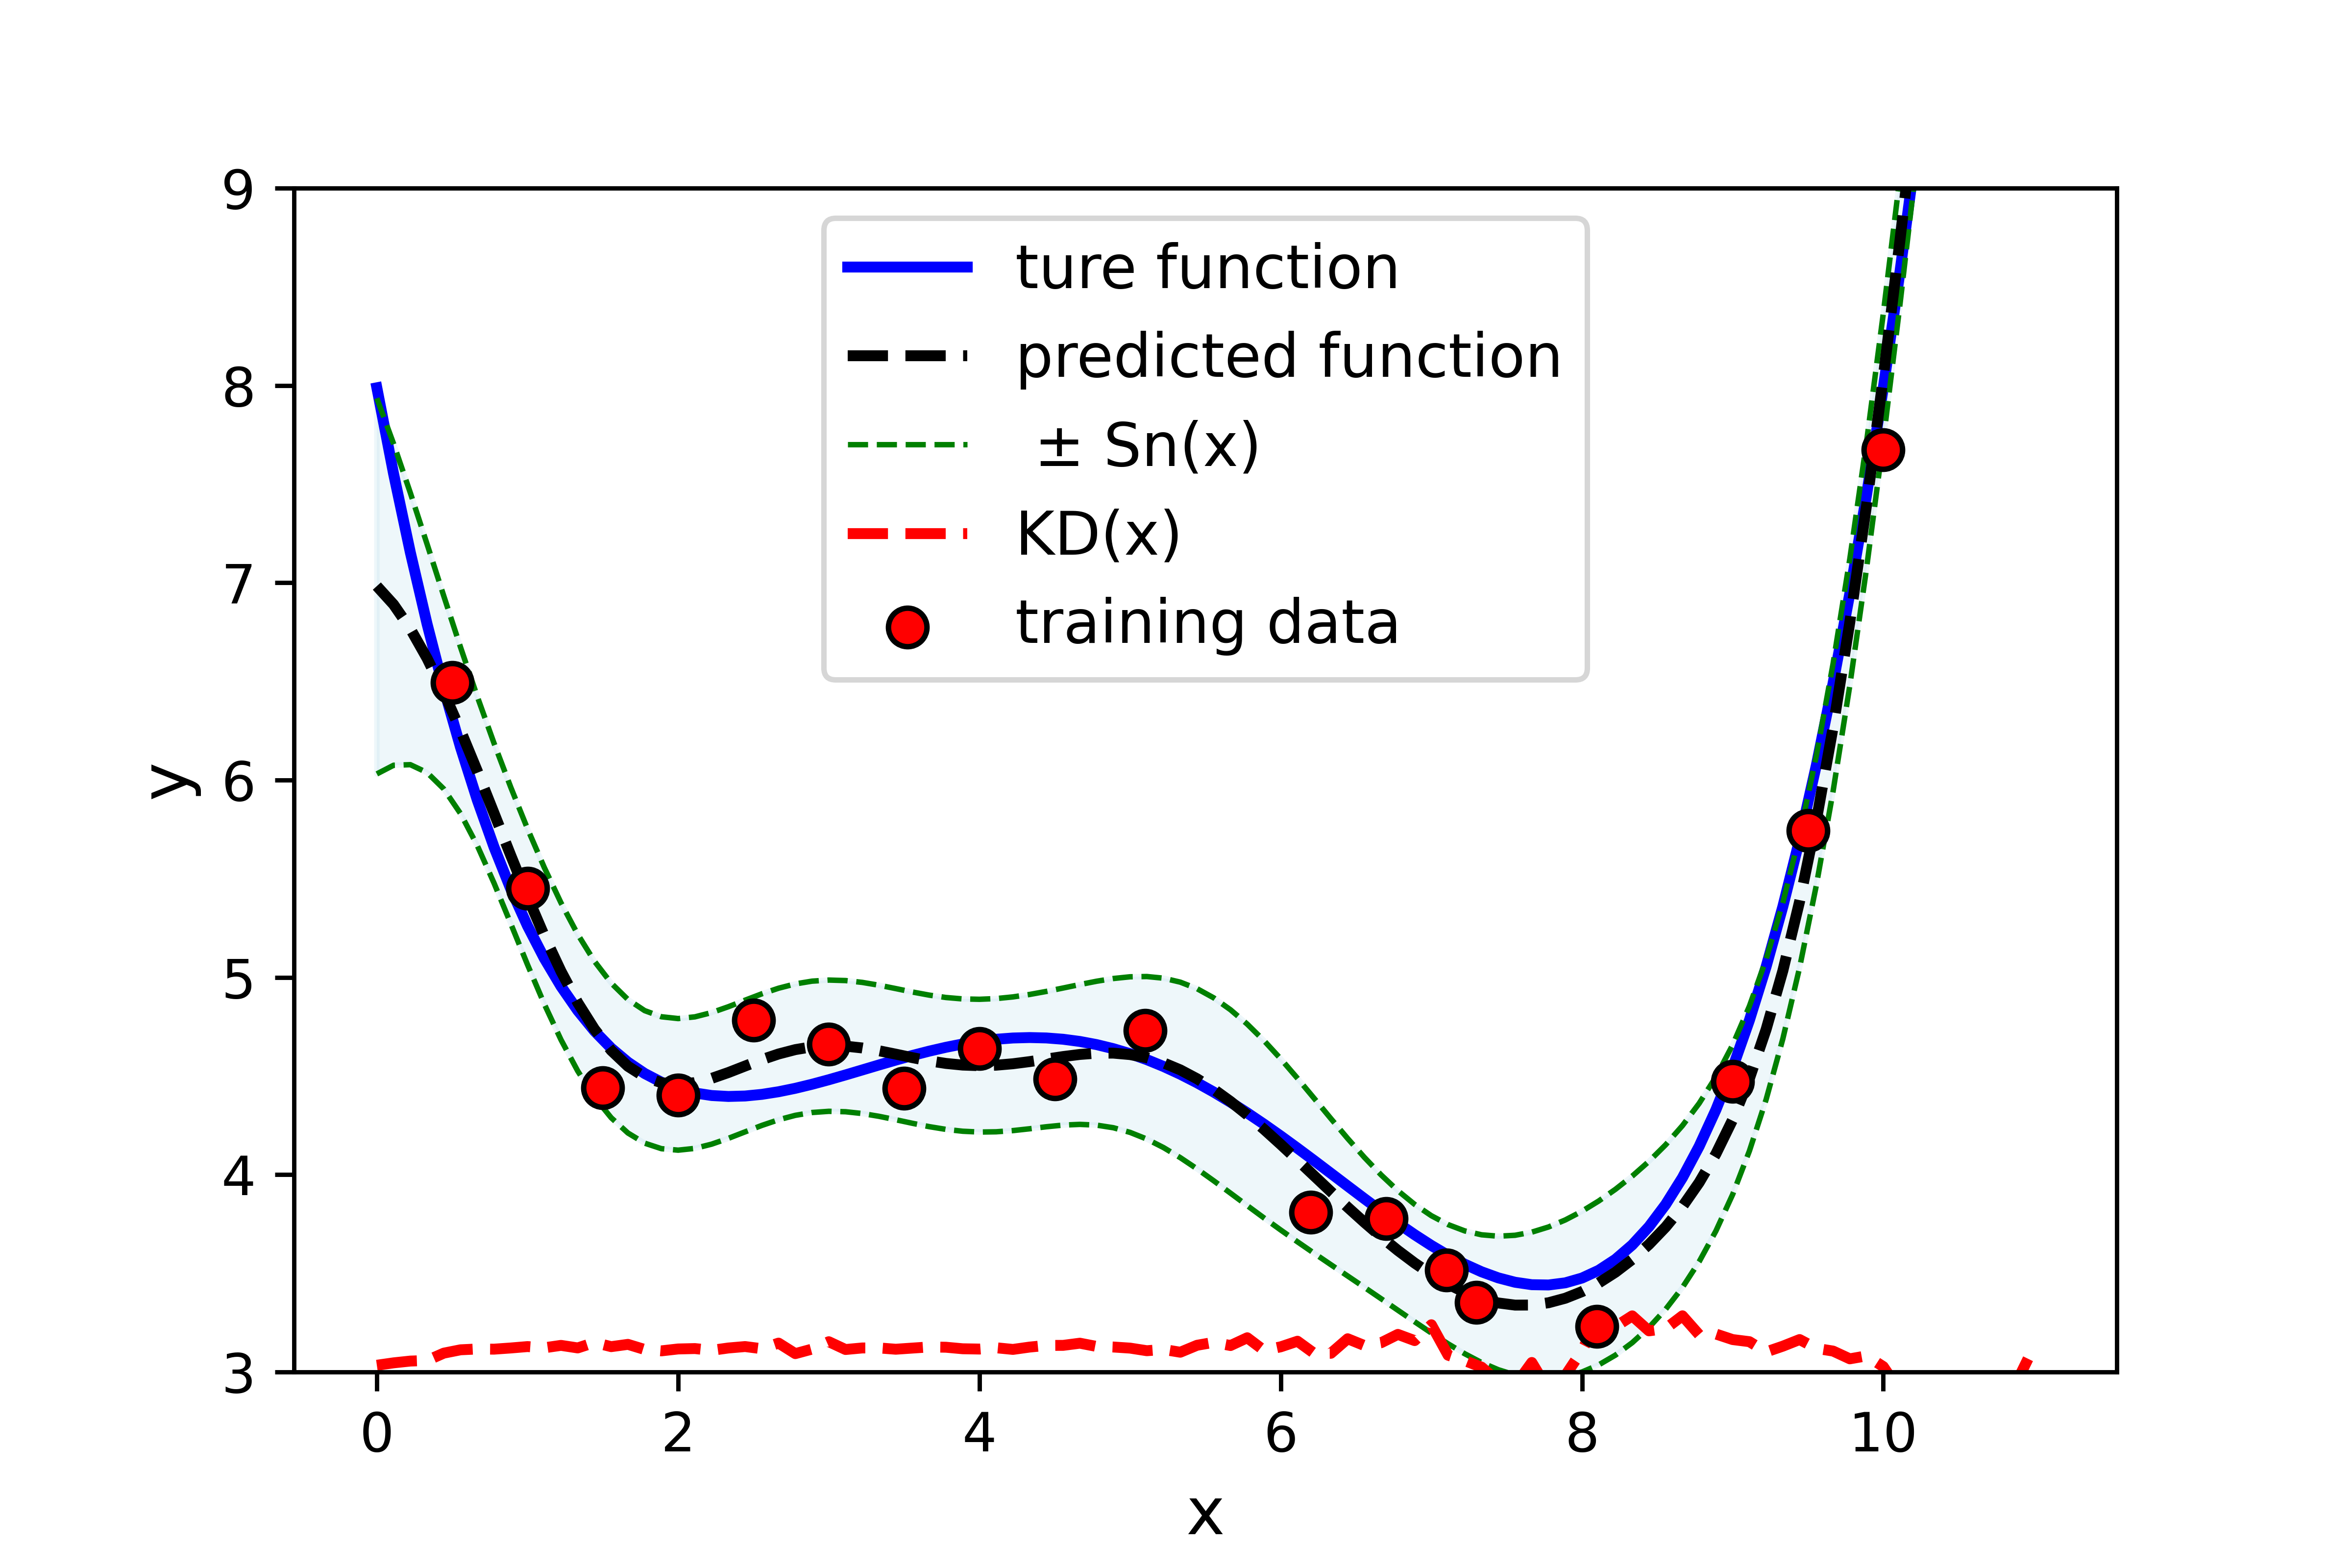 9
8
7
6
5
4
3
y
ture function
predicted function
± Sn(x)
KD(x)
training data
0 2 4 6 8 10
x